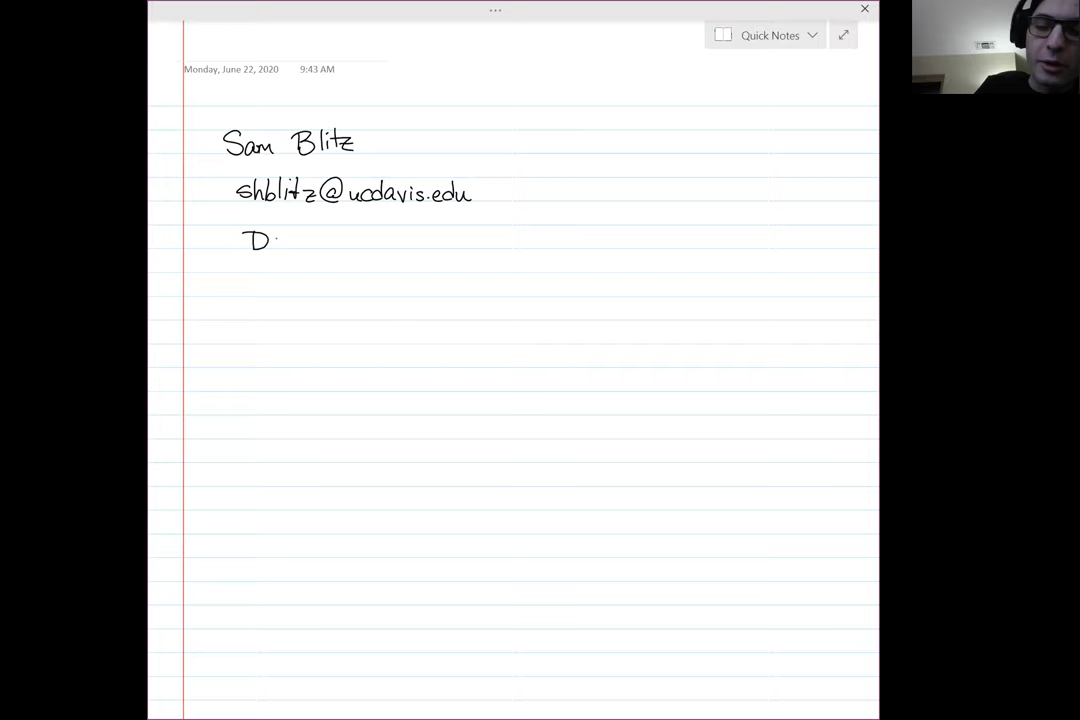 Quick Notes
Monday, June 22, 2020 9:43 AM
Sam Blitz
shblitz@ucdavis.edu
D